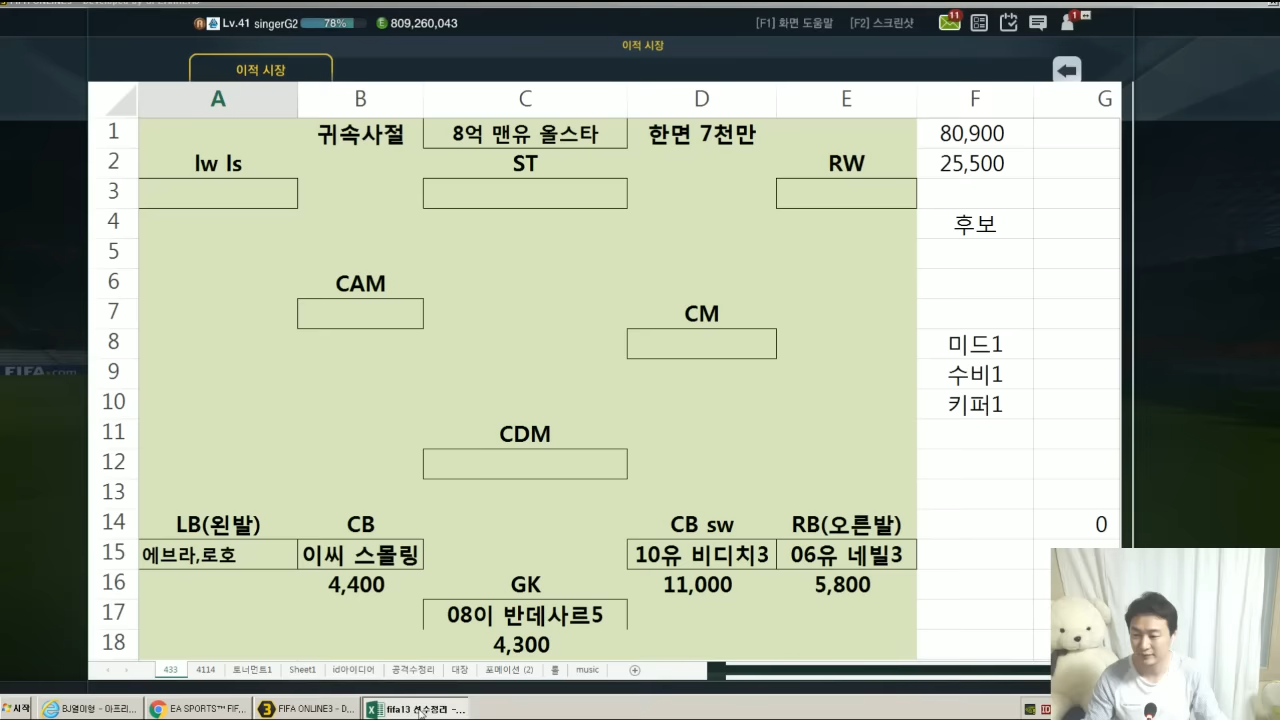 Lv.41 singerG2 78% 809,260,043 [F1] 화면 도움말 [F2] 스크린샷 11 1
이적 시장
이적 시장
A B C D E F G
1 귀속사절 8억 맨유 올스타 한면 7천만 80,900
2 lw ls ST RW 25,500
3
4 후보
5
6 CAM
7 CM
8 미드1
9 수비1
10 키퍼1
11 CDM
12
13
14 LB(왼발) CB CB sw RB(오른발) 0
15 에브라,로호 이씨 스몰링 10유 비디치3 06유 네빌3
16 4,400 GK 11,000 5,800
17 08이 반데사르5
18 4,300
433 4114 토너먼트1 Sheet1 id아이디어 공격수정리 대장 포메이션 (2) 룰 music
FIFA.com
시작 BJ열이형 - 아프리... EA SPORTS™ FIF... FIFA ONLINE3 - D...